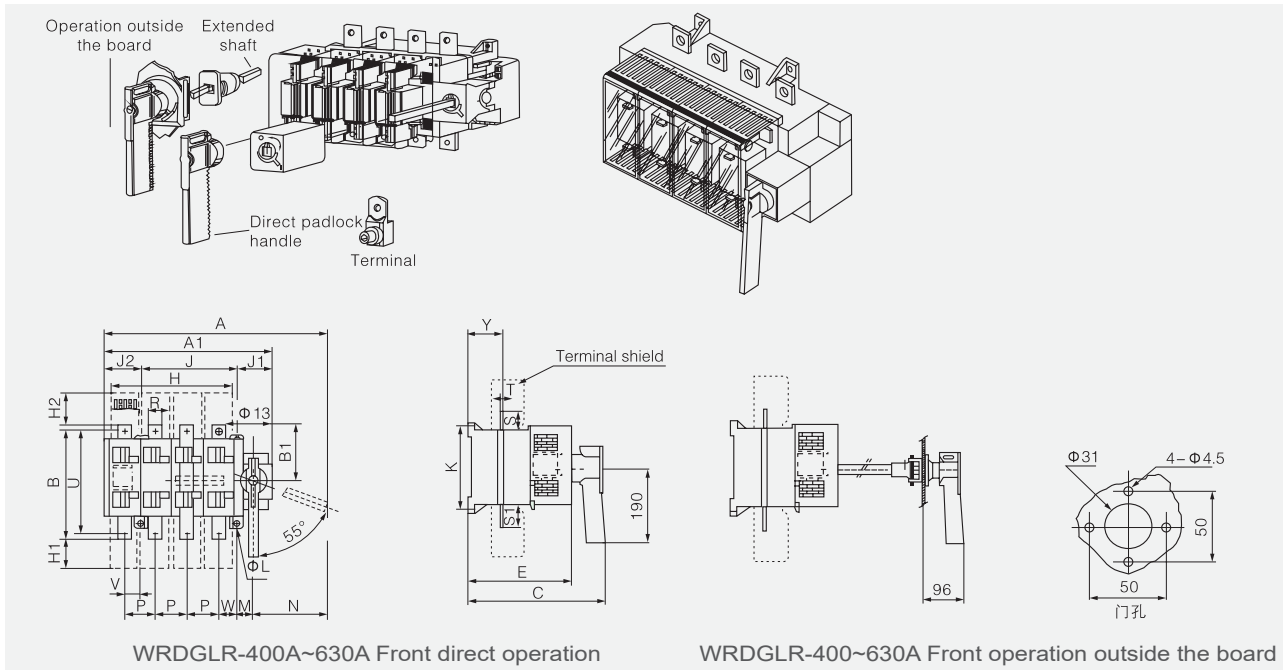 Operation outside
the board
Extended
shaft
Direct padlock
handle
Terminal
A
A1
J2
J
J1
H
H2
R
Φ13
B1
B
U
H1
55°
ΦL
V
P
P
P
W
M
N
Y
Terminal shield
T
S
K
S1
190
E
C
96
Φ31
4-Φ4.5
50
50
门孔
WRDGLR-400A~630A Front direct operation
WRDGLR-400~630A Front operation outside the board